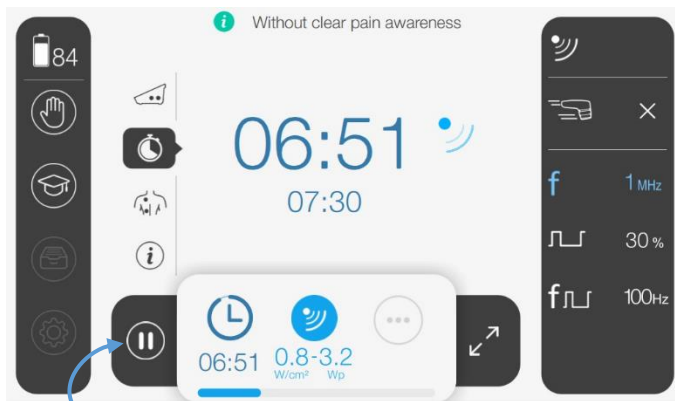 Without clear pain awareness
84
06:51
07:30
06:51
0.8-3.2
W/cm² Wp
f 1 MHz
30 %
f 100Hz